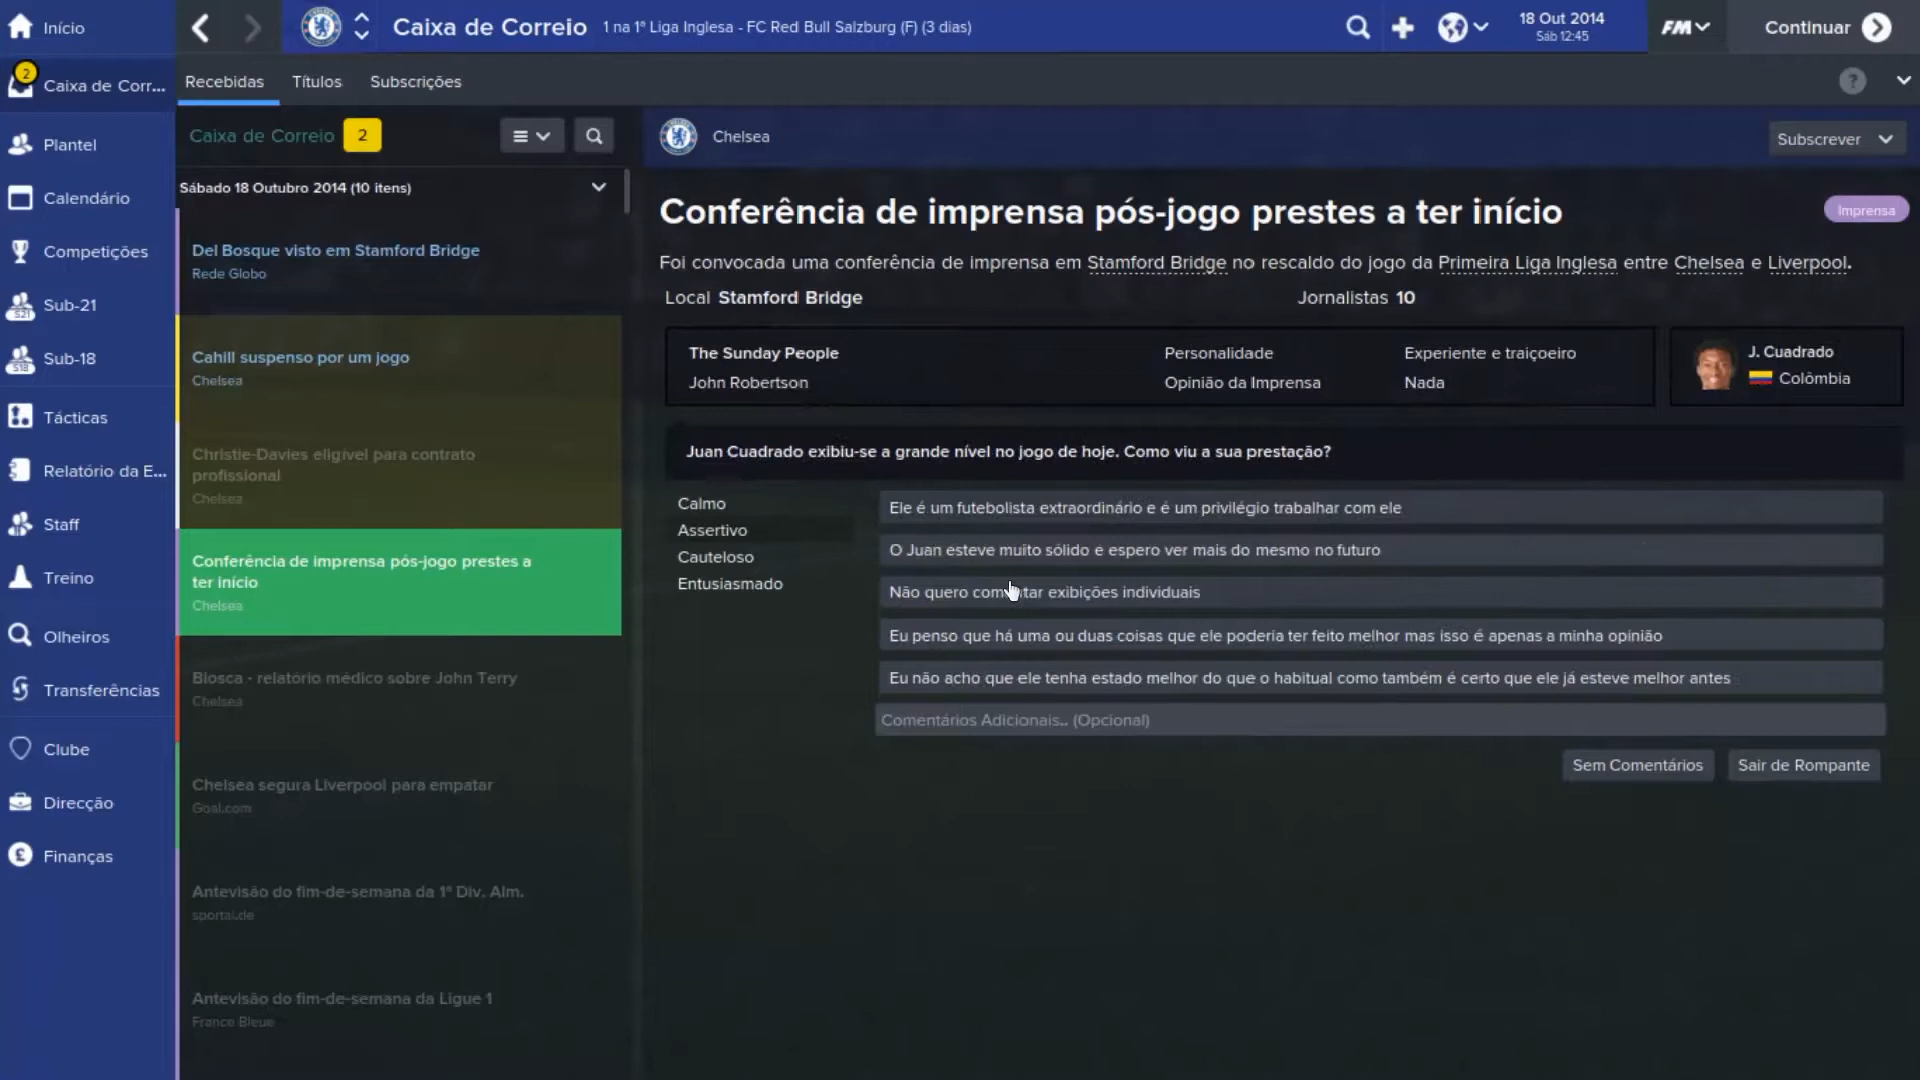 Início
Caixa de Correio 1 na 1ª Liga Inglesa - FC Red Bull Salzburg (F) (3 dias)
18 Out 2014
Sáb 12:45
FM
Continuar
2
Caixa de Corr...
Recebidas Títulos Subscrições
?
Plantel
Calendário
Competições
Sub-21
S21
Sub-18
S18
Tácticas
Relatório da E...
Staff
Treino
Olheiros
Transferências
Clube
Direcção
Finanças
Caixa de Correio 2
Sábado 18 Outubro 2014 (10 itens)
Del Bosque visto em Stamford Bridge
Rede Globo
Cahill suspenso por um jogo
Chelsea
Christie-Davies elegível para contrato
profissional
Chelsea
Conferência de imprensa pós-jogo prestes a
ter início
Chelsea
Biosca - relatório médico sobre John Terry
Chelsea
Chelsea segura Liverpool para empatar
Goal.com
Antevisão do fim-de-semana da 1ª Div. Alm.
sportal.de
Antevisão do fim-de-semana da Ligue 1
France Bleue
Chelsea
Subscrever
Conferência de imprensa pós-jogo prestes a ter início
Imprensa
Foi convocada uma conferência de imprensa em Stamford Bridge no rescaldo do jogo da Primeira Liga Inglesa entre Chelsea e Liverpool.
Local Stamford Bridge Jornalistas 10
The Sunday People Personalidade Experiente e traiçoeiro
John Robertson Opinião da Imprensa Nada
J. Cuadrado
Colômbia
Juan Cuadrado exibiu-se a grande nível no jogo de hoje. Como viu a sua prestação?
Calmo
Assertivo
Cauteloso
Entusiasmado
Ele é um futebolista extraordinário e é um privilégio trabalhar com ele
O Juan esteve muito sólido e espero ver mais do mesmo no futuro
Não quero comentar exibições individuais
Eu penso que há uma ou duas coisas que ele poderia ter feito melhor mas isso é apenas a minha opinião
Eu não acho que ele tenha estado melhor do que o habitual como também é certo que ele já esteve melhor antes
Comentários Adicionais.. (Opcional)
Sem Comentários Sair de Rompante